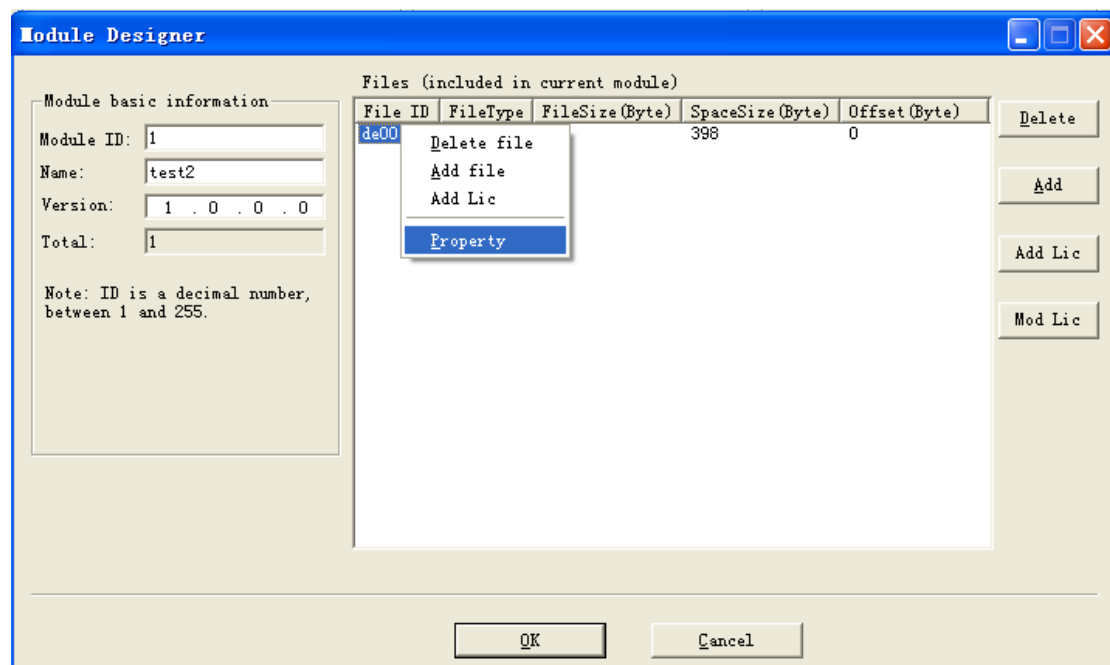 Module Designer
Files (included in current module)
Module basic information
File ID FileType FileSize(Byte) SpaceSize(Byte) Offset(Byte)
de00 398 0
Delete file
Add file
Add Lic
Property
Module ID: 1
Name: test2
Version: 1 . 0 . 0 . 0
Total: 1
Note: ID is a decimal number,
between 1 and 255.
Delete
Add
Add Lic
Mod Lic
OK Cancel